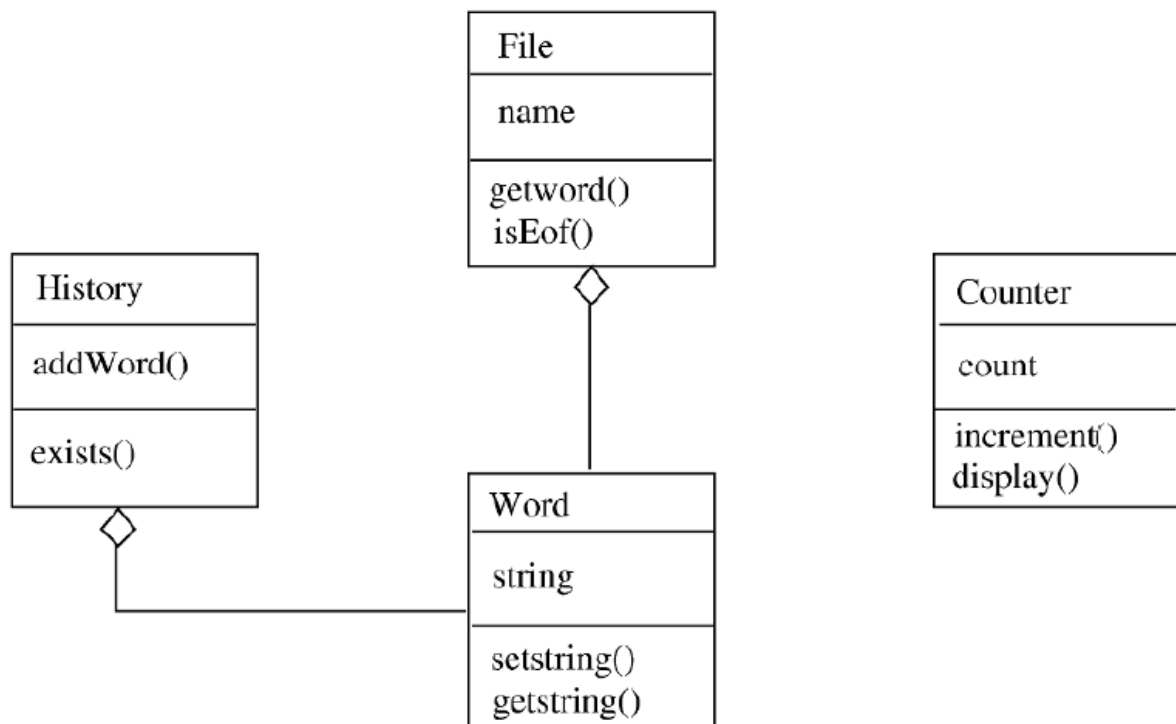 File
name
getword()
isEof()
History
addWord()
exists()
Counter
count
increment()
display()
Word
string
setstring()
getstring()